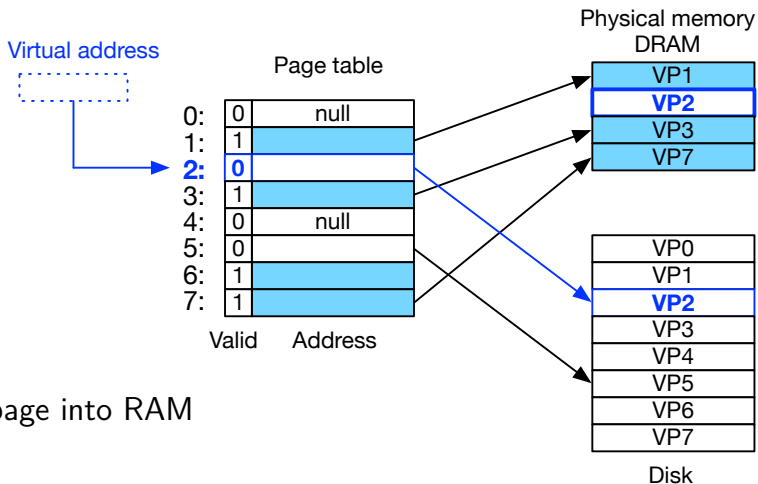 Physical memory
DRAM
Virtual address
Page table
VP1
VP2
VP3
VP7
0: 0 null
1: 1
2: 0
3: 1
4: 0 null
5: 0
6: 1
7: 1
Valid Address
VP0
VP1
VP2
VP3
VP4
VP5
VP6
VP7
Disk
page into RAM